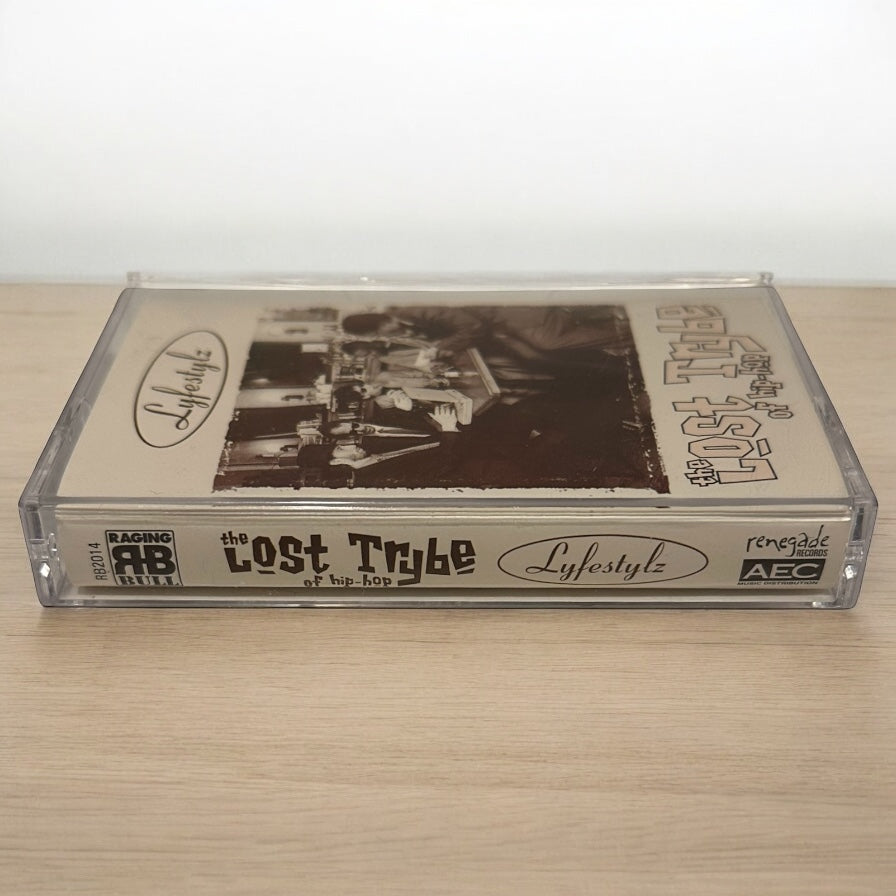 Lyfestylz
the Lost Trybe
of hip-hop
RB2014
RAGING
RB
BULL
the Lost Trybe
of hip-hop
Lyfestylz
renegade
RECORDS
AEC
MUSIC DISTRIBUTION